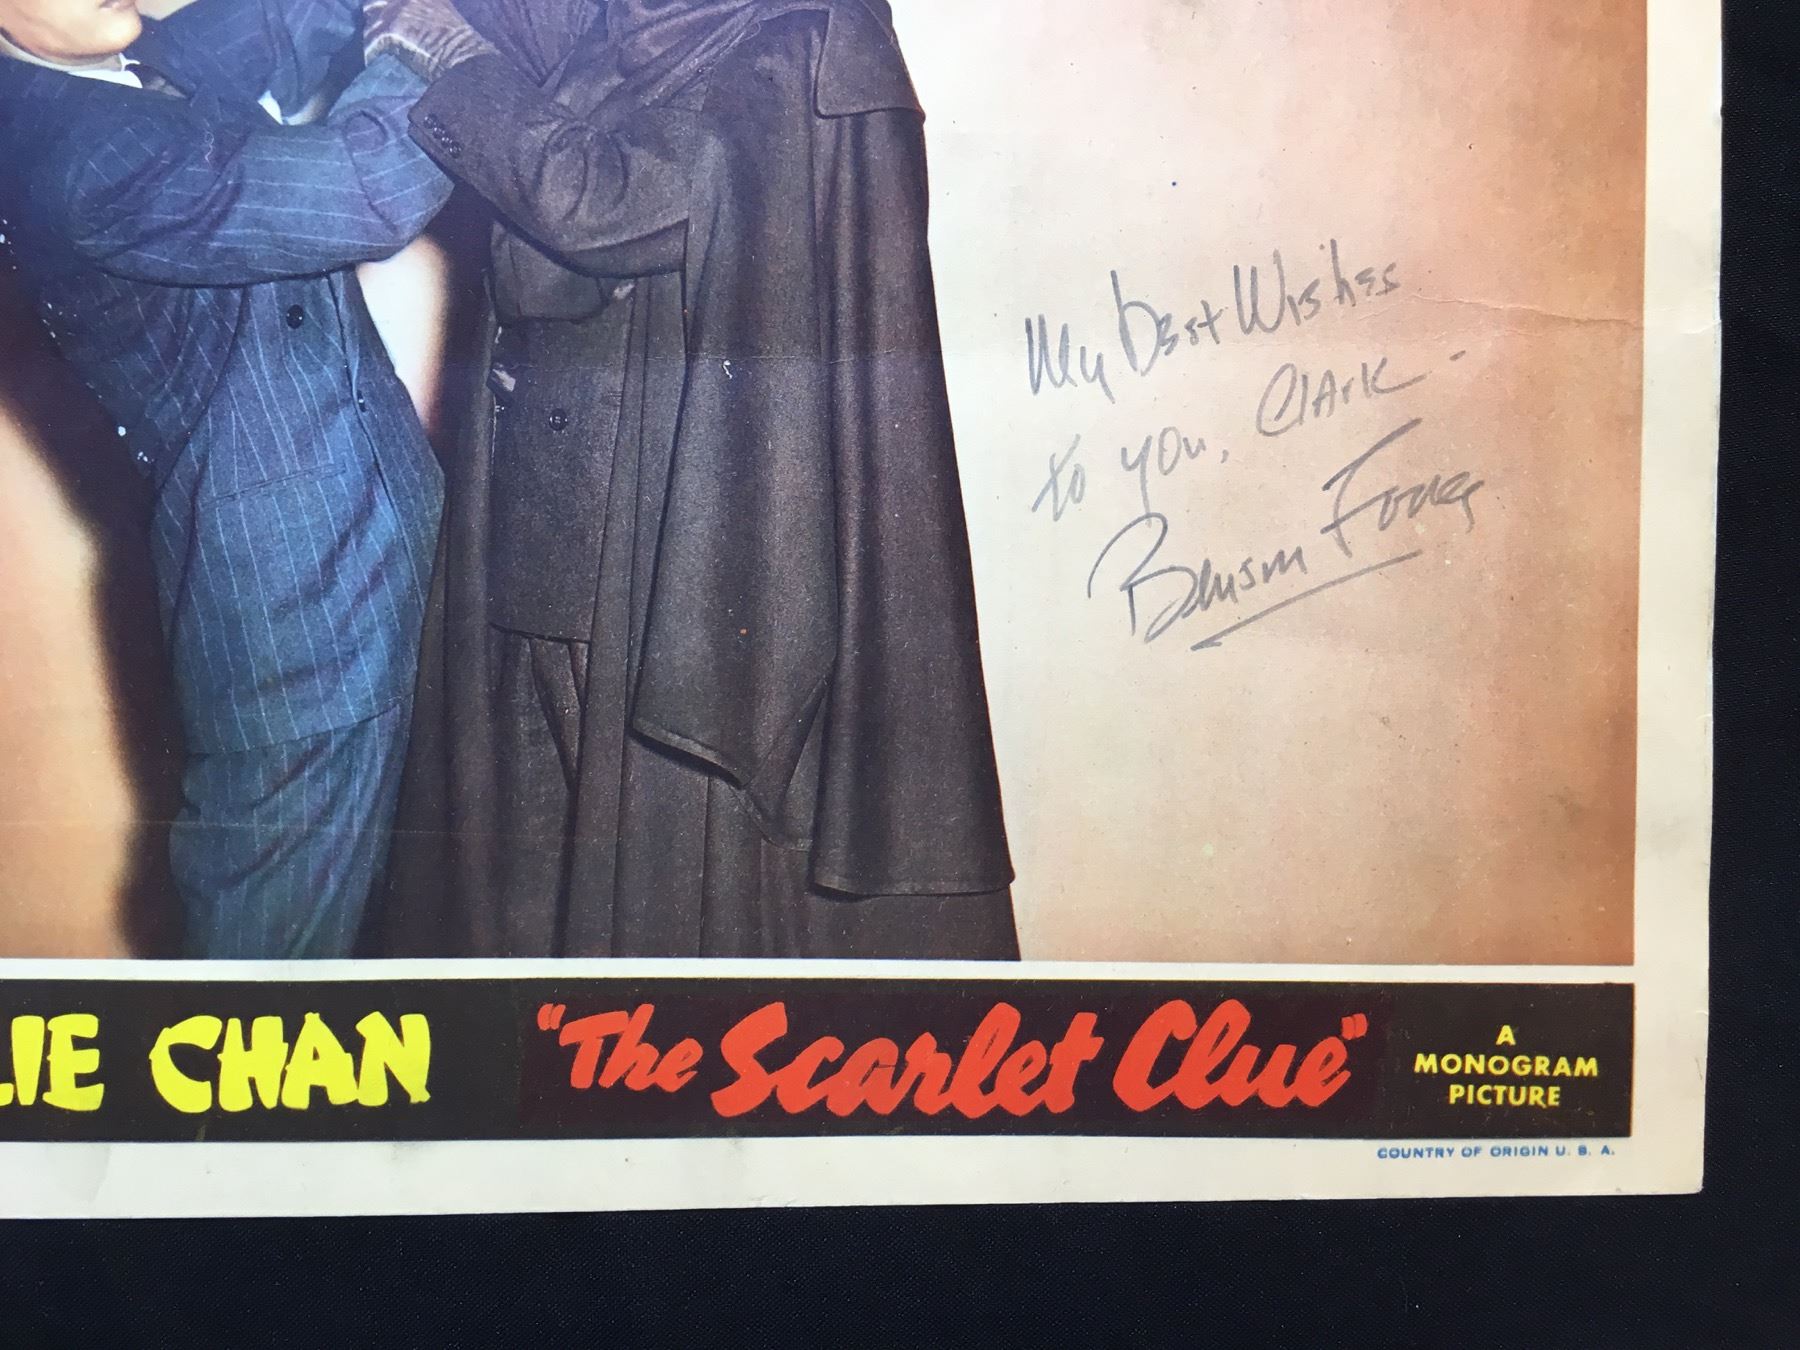 My Best Wishes
to you, Clark -
Benson Fong
LIE CHAN
"The Scarlet Clue"
A
MONOGRAM
PICTURE
COUNTRY OF ORIGIN U. S. A.